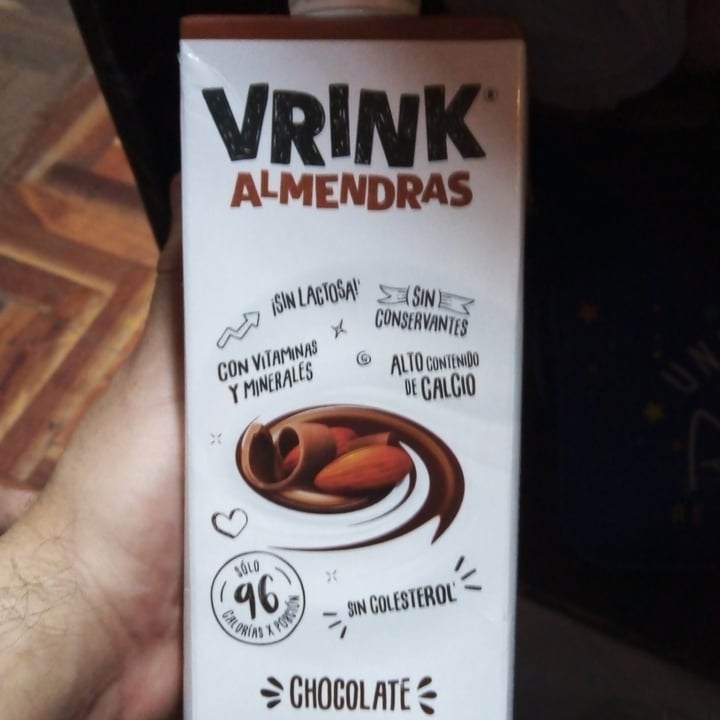 VRINK®
ALMENDRAS
¡SIN LACTOSA!
SIN
CONSERVANTES
CON VITAMINAS
Y MINERALES
ALTO CONTENIDO
DE CALCIO
SÓLO
96
CALORÍAS X PORCIÓN
SIN COLESTEROL
CHOCOLATE
UN